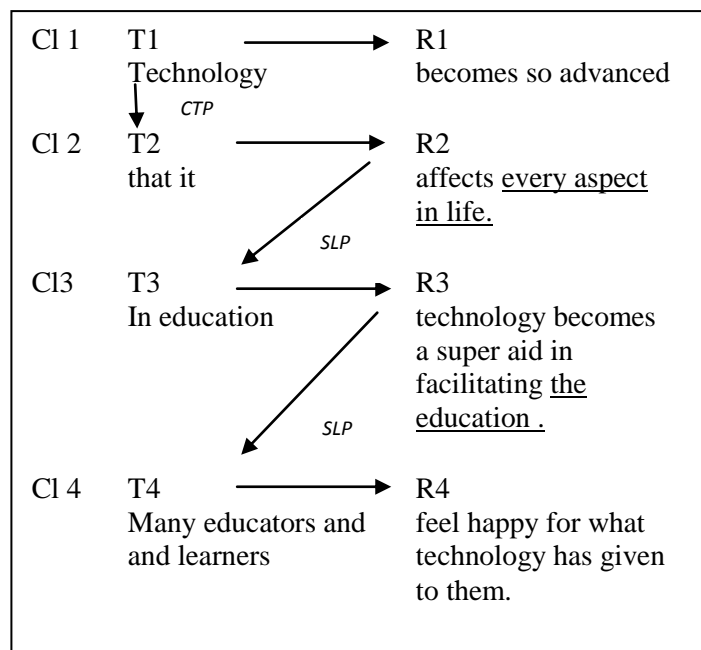 Cl 1 T1 R1
Technology becomes so advanced
CTP
Cl 2 T2 R2
that it affects every aspect
in life.
SLP
Cl3 T3 R3
In education technology becomes
a super aid in
facilitating the
education .
SLP
Cl 4 T4 R4
Many educators and feel happy for what
and learners technology has given
to them.